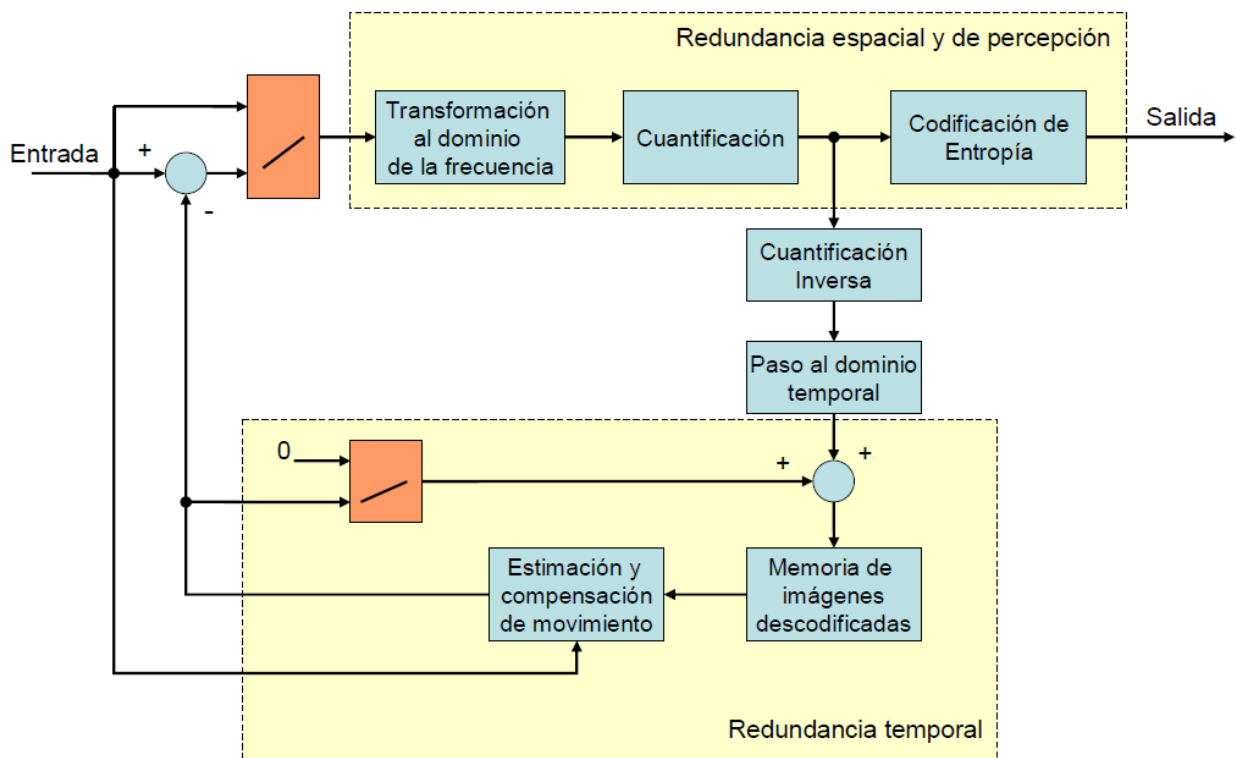 Redundancia espacial y de percepción
Transformación
al dominio
de la frecuencia
Cuantificación
Codificación de
Entropía
Salida
Entrada
+
-
Cuantificación
Inversa
Paso al dominio
temporal
0
+
+
Estimación y
compensación
de movimiento
Memoria de
imágenes
descodificadas
Redundancia temporal